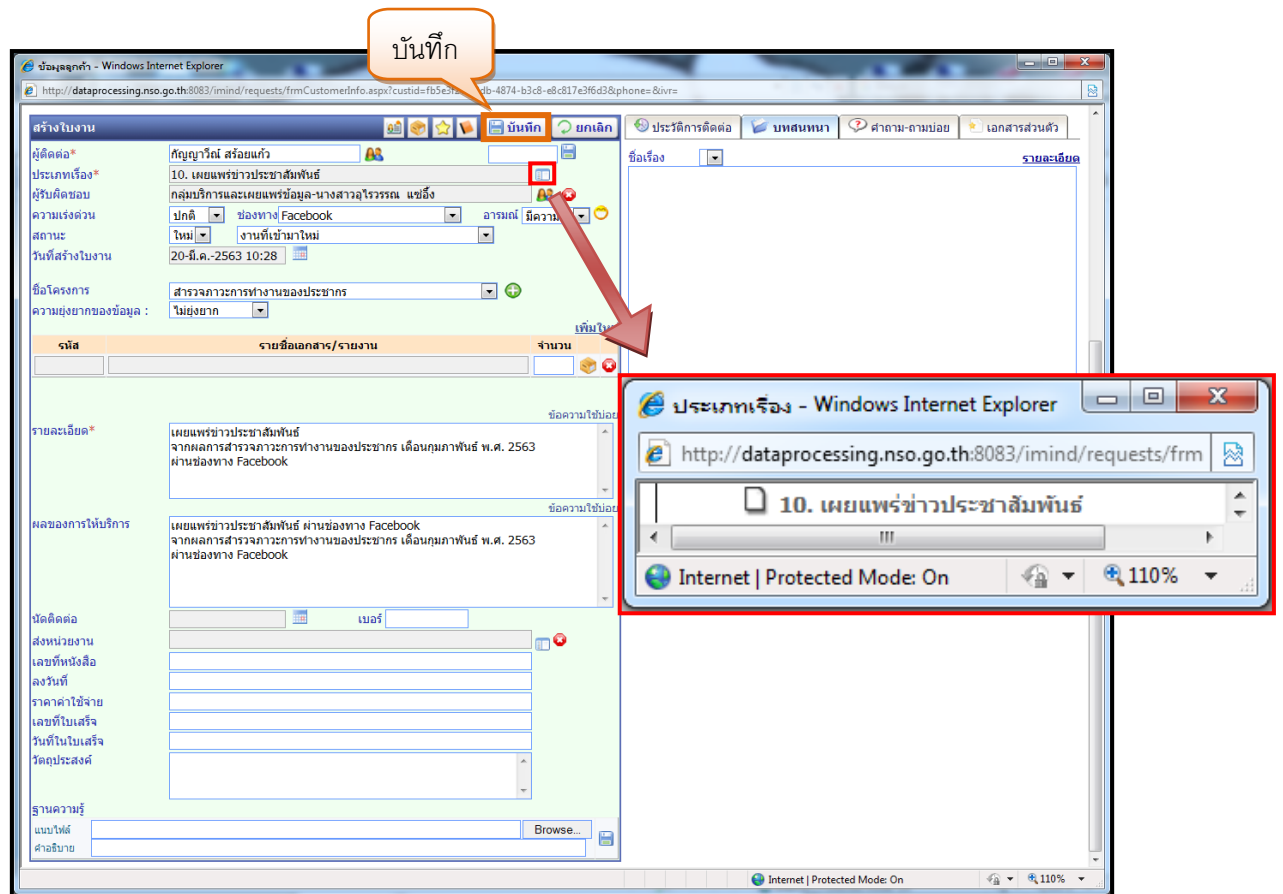 บันทึก
ข้อมูลลูกค้า - Windows Internet Explorer
สร้างใบงาน
บันทึก
ยกเลิก
ประวัติการติดต่อ
บทสนทนา
คำถาม-ถามบ่อย
เอกสารส่วนตัว
ผู้ติดต่อ*
กัญญาวีณ์ สร้อยแก้ว
ชื่อเรื่อง
รายละเอียด
ประเภทเรื่อง*
10. เผยแพร่ข่าวประชาสัมพันธ์
ผู้รับผิดชอบ
กลุ่มบริการและเผยแพร่ข้อมูล-นางสาวอุไรวรรณ แซ่อึ้ง
ความเร่งด่วน
ปกติ
ช่องทาง
Facebook
อารมณ์
สถานะ
ใหม่
งานที่เข้ามาใหม่
วันที่สร้างใบงาน
20-มี.ค.-2563 10:28
ชื่อโครงการ
สำรวจภาวะการทำงานของประชากร
ความยุ่งยากของข้อมูล :
ไม่ยุ่งยาก
รหัส
รายชื่อเอกสาร/รายงาน
จำนวน
ข้อความใช้บ่อย
รายละเอียด*
เผยแพร่ข่าวประชาสัมพันธ์
จากผลการสำรวจภาวะการทำงานของประชากร เดือนกุมภาพันธ์ พ.ศ. 2563
ผ่านช่องทาง Facebook
ข้อความใช้บ่อย
ผลของการให้บริการ
เผยแพร่ข่าวประชาสัมพันธ์ ผ่านช่องทาง Facebook
จากผลการสำรวจภาวะการทำงานของประชากร เดือนกุมภาพันธ์ พ.ศ. 2563
ผ่านช่องทาง Facebook
นัดติดต่อ
เบอร์
ส่งหน่วยงาน
เลขที่หนังสือ
ลงวันที่
ราคาค่าใช้จ่าย
เลขที่ใบเสร็จ
วันที่ในใบเสร็จ
วัตถุประสงค์
ฐานความรู้
แนบไฟล์
Browse...
คำอธิบาย
Internet | Protected Mode: On
110%
ประเภทเรื่อง - Windows Internet Explorer
http://dataprocessing.nso.go.th:8083/imind/requests/frm
10. เผยแพร่ข่าวประชาสัมพันธ์
Internet | Protected Mode: On
110%